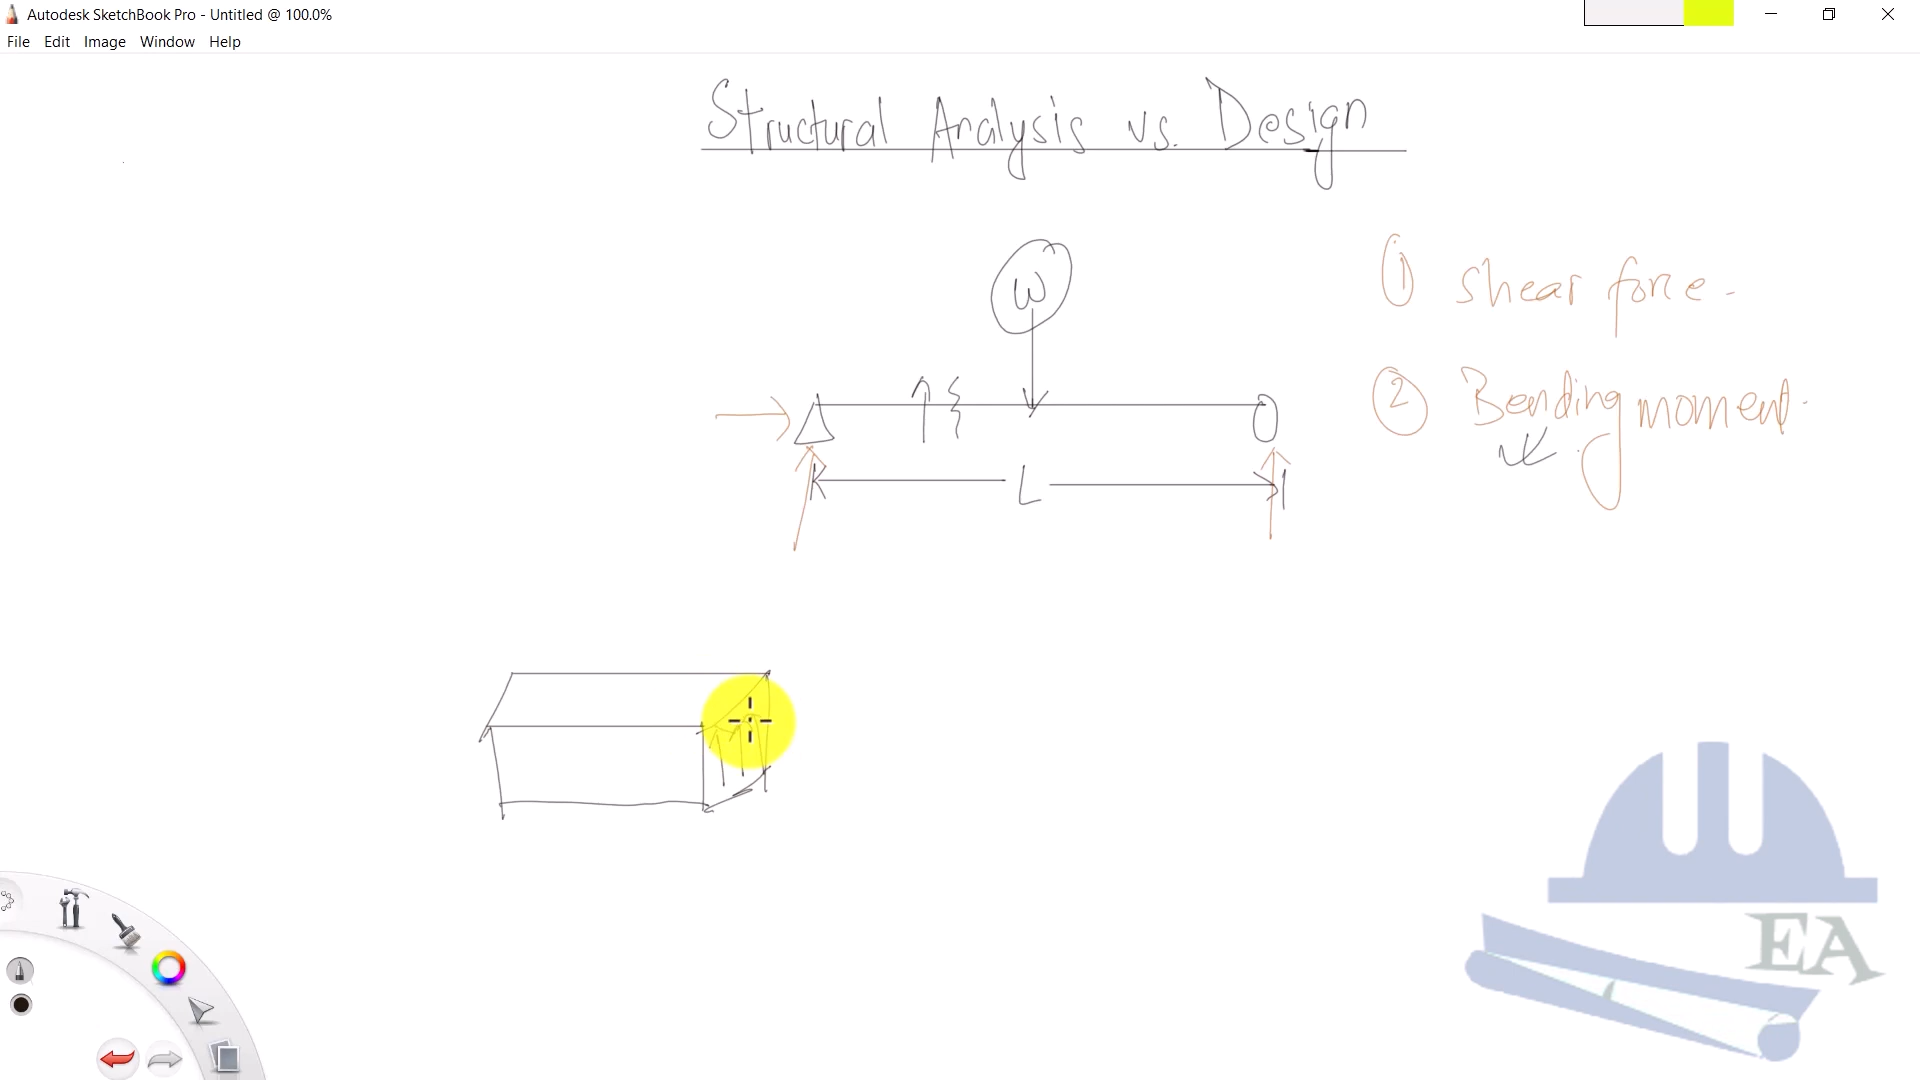 Autodesk SketchBook Pro - Untitled @ 100.0%
File Edit Image Window Help
Structural Analysis vs. Design
W
L
① shear force.
② Bending moment.
EA